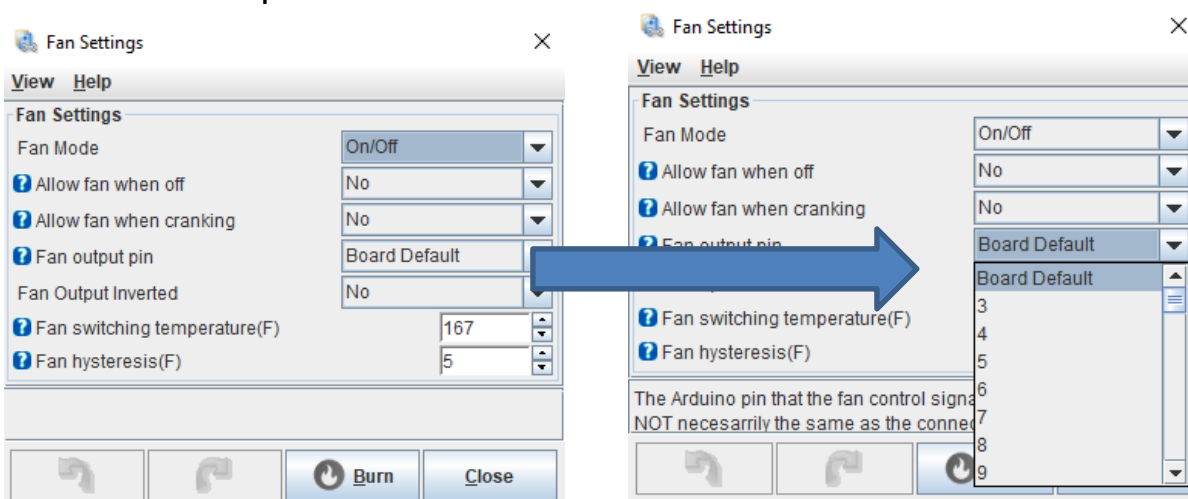 Fan Settings
View Help
Fan Settings
Fan Mode On/Off
Allow fan when off No
Allow fan when cranking No
Fan output pin Board Default
Fan Output Inverted No
Fan switching temperature(F) 167
Fan hysteresis(F) 5
Burn Close
Fan Settings
View Help
Fan Settings
Fan Mode On/Off
Allow fan when off No
Allow fan when cranking No
Fan output pin Board Default
Board Default
3
4
Fan switching temperature(F) 5
Fan hysteresis(F) 6
The Arduino pin that the fan control 7
NOT necesarrily the same as the 8
9